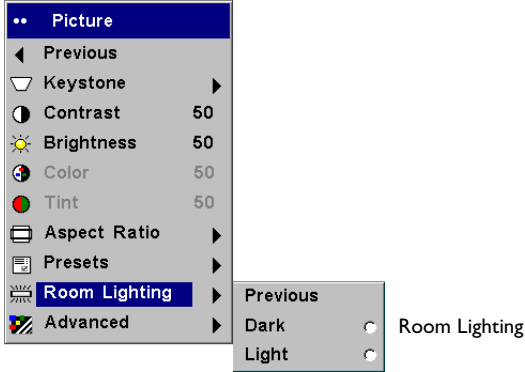 Picture
Previous
Keystone
Contrast 50
Brightness 50
Color 50
Tint 50
Aspect Ratio
Presets
Room Lighting
Advanced
Previous
Dark
Light
Room Lighting